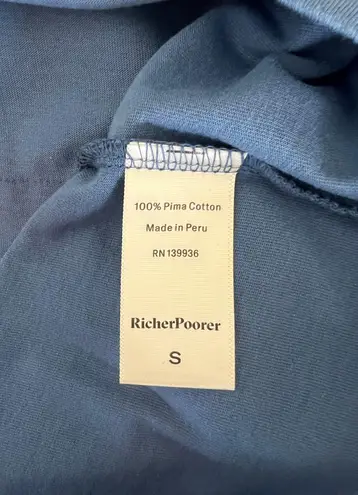 100% Pima Cotton
Made in Peru
RN 139936
RicherPoorer
S